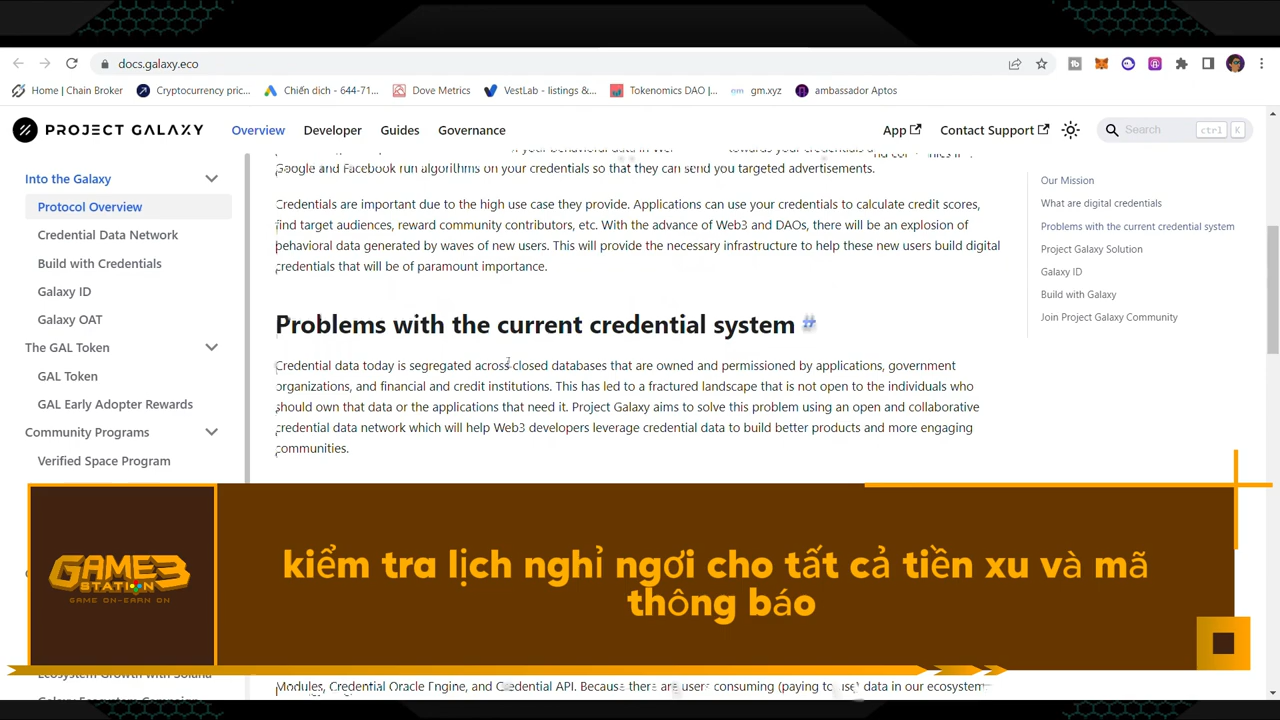 docs.galaxy.eco
Home | Chain Broker
Cryptocurrency pric...
Chiến dich - 644-71...
Dove Metrics
VestLab - listings &...
Tokenomics DAO |...
gm.xyz
ambassador Aptos
PROJECT GALAXY
Overview
Developer
Guides
Governance
App
Contact Support
Search
ctrl
K
Into the Galaxy
Protocol Overview
Credential Data Network
Build with Credentials
Galaxy ID
Galaxy OAT
The GAL Token
GAL Token
GAL Early Adopter Rewards
Community Programs
Verified Space Program
Google and Facebook run algorithms on your credentials so that they can send you targeted advertisements.
Credentials are important due to the high use case they provide. Applications can use your credentials to calculate credit scores,
find target audiences, reward community contributors, etc. With the advance of Web3 and DAOs, there will be an explosion of
behavioral data generated by waves of new users. This will provide the necessary infrastructure to help these new users build digital
credentials that will be of paramount importance.
Problems with the current credential system #
Credential data today is segregated across closed databases that are owned and permissioned by applications, government
organizations, and financial and credit institutions. This has led to a fractured landscape that is not open to the individuals who
should own that data or the applications that need it. Project Galaxy aims to solve this problem using an open and collaborative
credential data network which will help Web3 developers leverage credential data to build better products and more engaging
communities.
Our Mission
What are digital credentials
Problems with the current credential system
Project Galaxy Solution
Galaxy ID
Build with Galaxy
Join Project Galaxy Community
GAME3
STATION
GAME ON-EARN ON
kiểm tra lịch nghỉ ngơi cho tất cả tiền xu và mã
thông báo
Ecosystem Growth with Solana
Modules, Credential Oracle Engine, and Credential API. Because there are users consuming (paying to use) data in our ecosystem